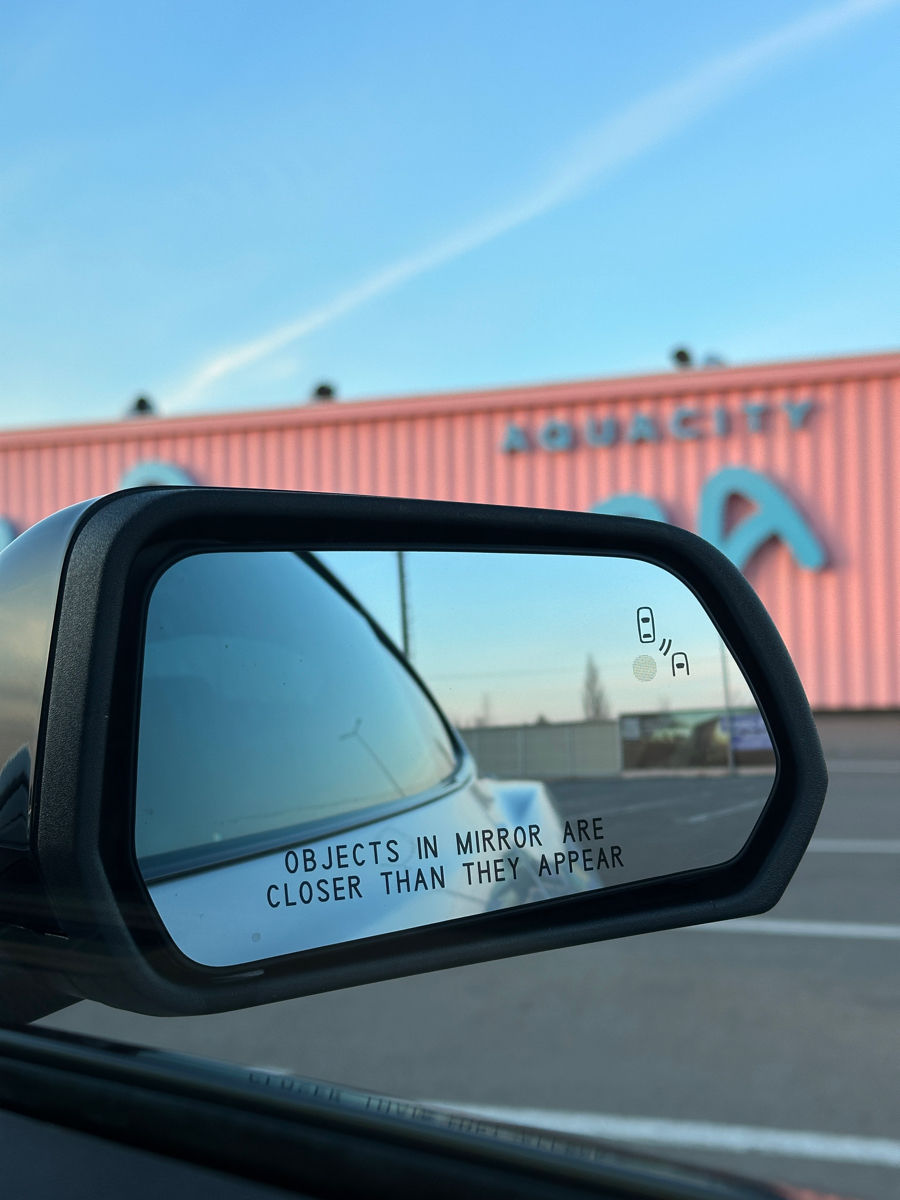 AQUACITY
OBJECTS IN MIRROR ARE
CLOSER THAN THEY APPEAR